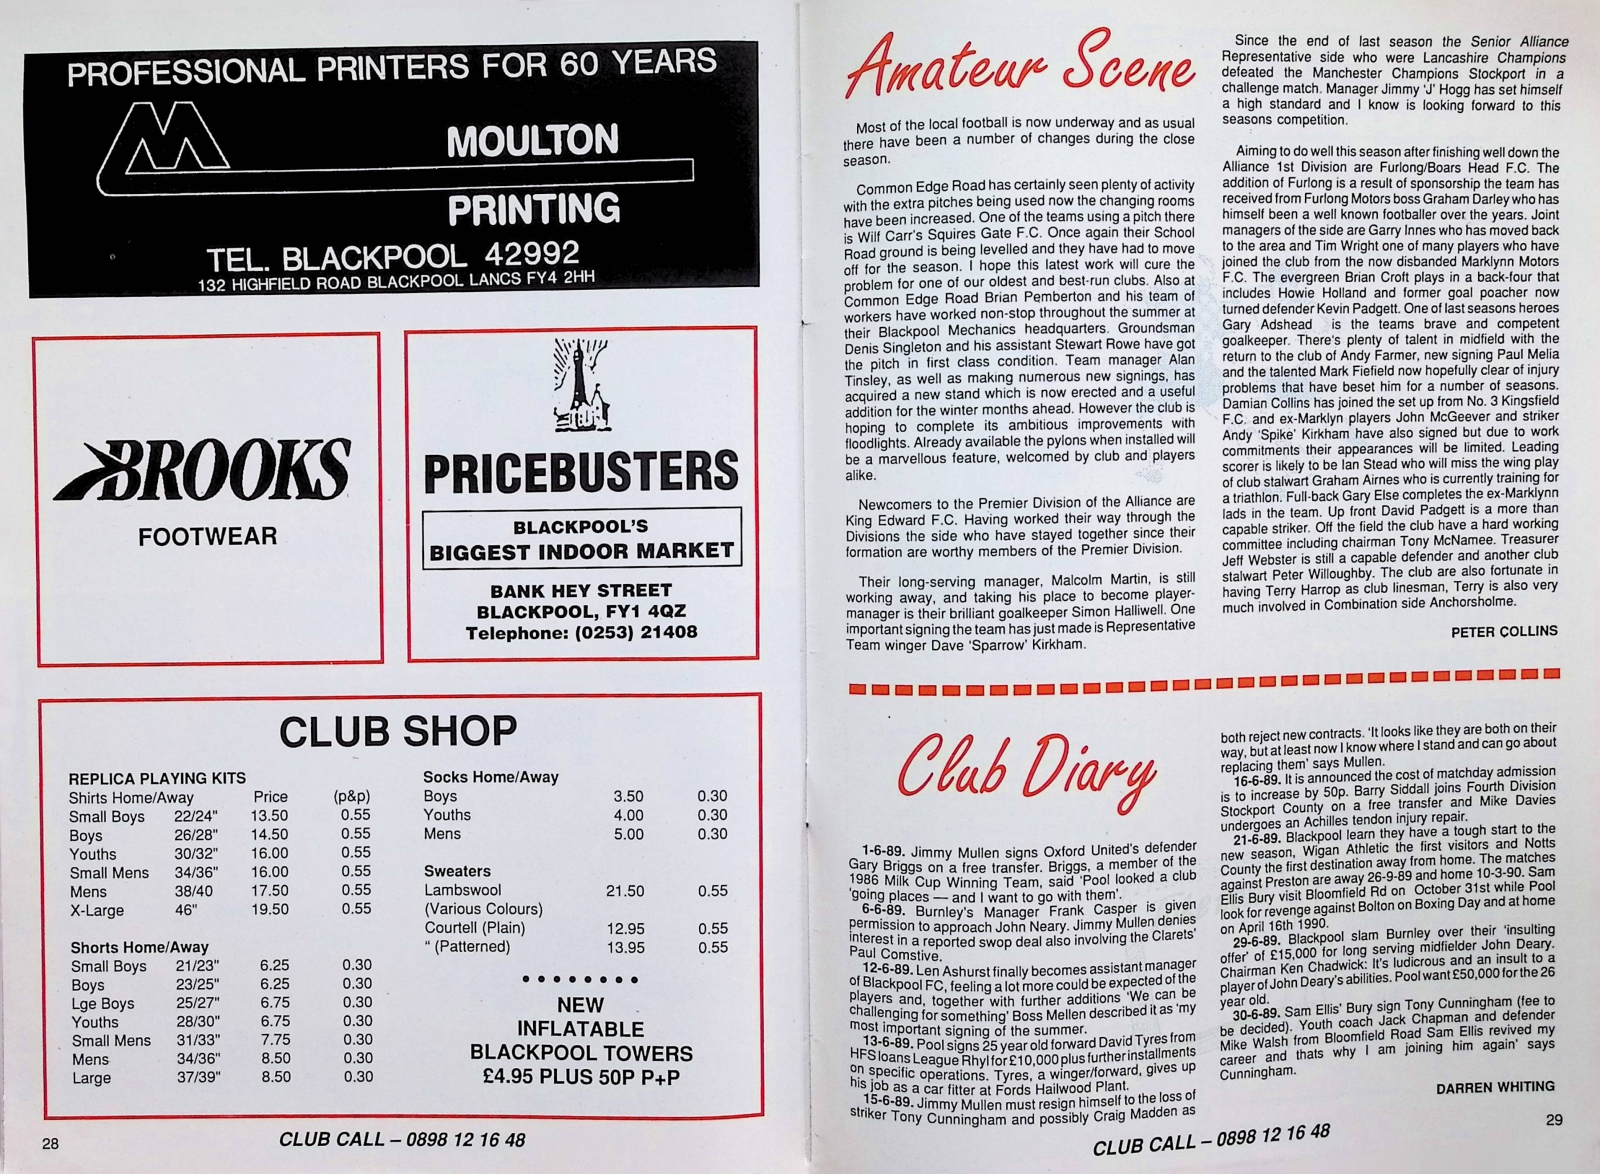 PROFESSIONAL PRINTERS FOR 60 YEARS
MOULTON
PRINTING
TEL. BLACKPOOL 42992
132 HIGHFIELD ROAD BLACKPOOL LANCS FY4 2HH
BROOKS
FOOTWEAR
PRICEBUSTERS
BLACKPOOL'S
BIGGEST INDOOR MARKET
BANK HEY STREET
BLACKPOOL, FY1 4QZ
Telephone: (0253) 21408
CLUB SHOP
REPLICA PLAYING KITS
Shirts Home/Away Price (p&p)
Small Boys 22/24" 13.50 0.55
Boys 26/28" 14.50 0.55
Youths 30/32" 16.00 0.55
Small Mens 34/36" 16.00 0.55
Mens 38/40 17.50 0.55
X-Large 46" 19.50 0.55
Shorts Home/Away
Small Boys 21/23" 6.25 0.30
Boys 23/25" 6.25 0.30
Lge Boys 25/27" 6.75 0.30
Youths 28/30" 6.75 0.30
Small Mens 31/33" 7.75 0.30
Mens 34/36" 8.50 0.30
Large 37/39" 8.50 0.30
Socks Home/Away
Boys 3.50 0.30
Youths 4.00 0.30
Mens 5.00 0.30
Sweaters
Lambswool 21.50 0.55
(Various Colours)
Courtell (Plain) 12.95 0.55
" (Patterned) 13.95 0.55
NEW
INFLATABLE
BLACKPOOL TOWERS
£4.95 PLUS 50P P+P
28
CLUB CALL – 0898 12 16 48
Amateur Scene
Most of the local football is now underway and as usual
there have been a number of changes during the close
season.
Common Edge Road has certainly seen plenty of activity
with the extra pitches being used now the changing rooms
have been increased. One of the teams using a pitch there
is Wilf Carr's Squires Gate F.C. Once again their School
Road ground is being levelled and they have had to move
off for the season. I hope this latest work will cure the
problem for one of our oldest and best-run clubs. Also at
Common Edge Road Brian Pemberton and his team of
workers have worked non-stop throughout the summer at
their Blackpool Mechanics headquarters. Groundsman
Denis Singleton and his assistant Stewart Rowe have got
the pitch in first class condition. Team manager Alan
Tinsley, as well as making numerous new signings, has
acquired a new stand which is now erected and a useful
addition for the winter months ahead. However the club is
hoping to complete its ambitious improvements with
floodlights. Already available the pylons when installed will
be a marvellous feature, welcomed by club and players
alike.
Newcomers to the Premier Division of the Alliance are
King Edward F.C. Having worked their way through the
Divisions the side who have stayed together since their
formation are worthy members of the Premier Division.
Their long-serving manager, Malcolm Martin, is still
working away, and taking his place to become player-
manager is their brilliant goalkeeper Simon Halliwell. One
important signing the team has just made is Representative
Team winger Dave 'Sparrow' Kirkham.
Since the end of last season the Senior Alliance
Representative side who were Lancashire Champions
defeated the Manchester Champions Stockport in a
challenge match. Manager Jimmy 'J' Hogg has set himself
a high standard and I know is looking forward to this
seasons competition.
Aiming to do well this season after finishing well down the
Alliance 1st Division are Furlong/Boars Head F.C. The
addition of Furlong is a result of sponsorship the team has
received from Furlong Motors boss Graham Darley who has
himself been a well known footballer over the years. Joint
managers of the side are Garry Innes who has moved back
to the area and Tim Wright one of many players who have
joined the club from the now disbanded Marklynn Motors
F.C. The evergreen Brian Croft plays in a back-four that
includes Howie Holland and former goal poacher now
turned defender Kevin Padgett. One of last seasons heroes
Gary Adshead is the teams brave and competent
goalkeeper. There's plenty of talent in midfield with the
return to the club of Andy Farmer, new signing Paul Melia
and the talented Mark Fiefield now hopefully clear of injury
problems that have beset him for a number of seasons.
Damian Collins has joined the set up from No. 3 Kingsfield
F.C. and ex-Marklyn players John McGeever and striker
Andy 'Spike' Kirkham have also signed but due to work
commitments their appearances will be limited. Leading
scorer is likely to be Ian Stead who will miss the wing play
of club stalwart Graham Airnes who is currently training for
a triathlon. Full-back Gary Else completes the ex-Marklynn
lads in the team. Up front David Padgett is a more than
capable striker. Off the field the club have a hard working
committee including chairman Tony McNamee. Treasurer
Jeff Webster is still a capable defender and another club
stalwart Peter Willoughby. The club are also fortunate in
having Terry Harrop as club linesman, Terry is also very
much involved in Combination side Anchorsholme.
PETER COLLINS
Club Diary
1-6-89. Jimmy Mullen signs Oxford United's defender
Gary Briggs on a free transfer. Briggs, a member of the
1986 Milk Cup Winning Team, said 'Pool looked a club
'going places — and I want to go with them'.
6-6-89. Burnley's Manager Frank Casper is given
permission to approach John Neary. Jimmy Mullen denies
interest in a reported swop deal also involving the Clarets'
Paul Comstive.
12-6-89. Len Ashurst finally becomes assistant manager
of Blackpool FC, feeling a lot more could be expected of the
players and, together with further additions 'We can be
challenging for something' Boss Mellen described it as 'my
most important signing of the summer.
13-6-89. Pool signs 25 year old forward David Tyres from
HFS loans League Rhyl for £10,000 plus further installments
on specific operations. Tyres, a winger/forward, gives up
his job as a car fitter at Fords Hailwood Plant.
15-6-89. Jimmy Mullen must resign himself to the loss of
striker Tony Cunningham and possibly Craig Madden as
both reject new contracts. 'It looks like they are both on their
way, but at least now I know where I stand and can go about
replacing them' says Mullen.
16-6-89. It is announced the cost of matchday admission
is to increase by 50p. Barry Siddall joins Fourth Division
Stockport County on a free transfer and Mike Davies
undergoes an Achilles tendon injury repair.
21-6-89. Blackpool learn they have a tough start to the
new season, Wigan Athletic the first visitors and Notts
County the first destination away from home. The matches
against Preston are away 26-9-89 and home 10-3-90. Sam
Ellis Bury visit Bloomfield Rd on October 31st while Pool
look for revenge against Bolton on Boxing Day and at home
on April 16th 1990.
29-6-89. Blackpool slam Burnley over their 'insulting
offer' of £15,000 for long serving midfielder John Deary.
Chairman Ken Chadwick: It's ludicrous and an insult to a
player of John Deary's abilities. Pool want £50,000 for the 26
year old.
30-6-89. Sam Ellis' Bury sign Tony Cunningham (fee to
be decided). Youth coach Jack Chapman and defender
Mike Walsh from Bloomfield Road Sam Ellis revived my
career and thats why I am joining him again' says
Cunningham.
DARREN WHITING
CLUB CALL – 0898 12 16 48
29